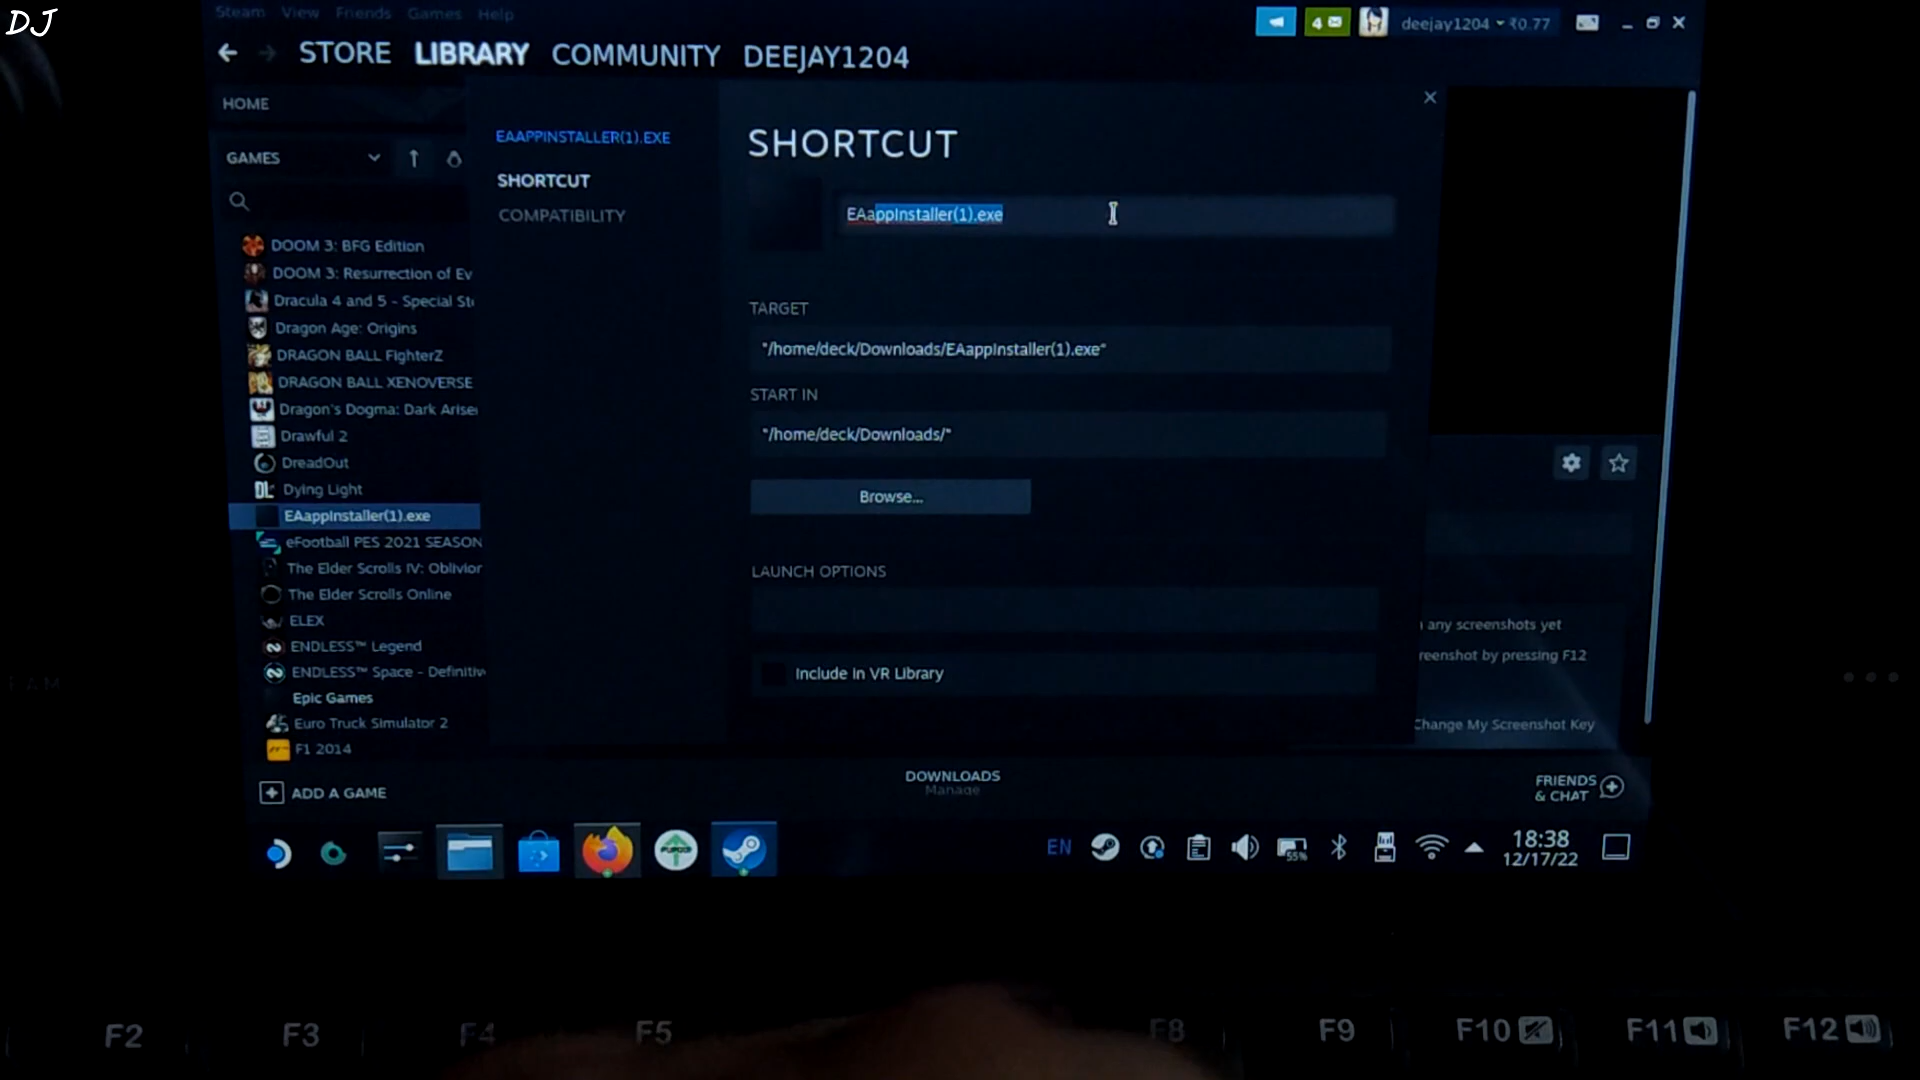 DJ
Steam View Friends Games Help
4 deejay1204 ₹0.77
STORE LIBRARY COMMUNITY DEEJAY1204
HOME
GAMES
DOOM 3: BFG Edition
DOOM 3: Resurrection of Ev
Dracula 4 and 5 - Special Ste
Dragon Age: Origins
DRAGON BALL FighterZ
DRAGON BALL XENOVERSE
Dragon's Dogma: Dark Arisen
Drawful 2
DreadOut
DL Dying Light
EAappInstaller(1).exe
eFootball PES 2021 SEASON
The Elder Scrolls IV: Oblivion
The Elder Scrolls Online
ELEX
ENDLESS™ Legend
ENDLESS™ Space - Definitive
Epic Games
Euro Truck Simulator 2
F1 2014
EAAPPINSTALLER(1).EXE
SHORTCUT
COMPATIBILITY
SHORTCUT
EAappInstaller(1).exe
TARGET
"/home/deck/Downloads/EAappInstaller(1).exe"
START IN
"/home/deck/Downloads/"
Browse...
LAUNCH OPTIONS
Include In VR Library
any screenshots yet
reenshot by pressing F12
Change My Screenshot Key
ADD A GAME
DOWNLOADS
Manage
FRIENDS
& CHAT
EN
55%
18:38
12/17/22
F2 F3 F4 F5 F8 F9 F10 F11 F12